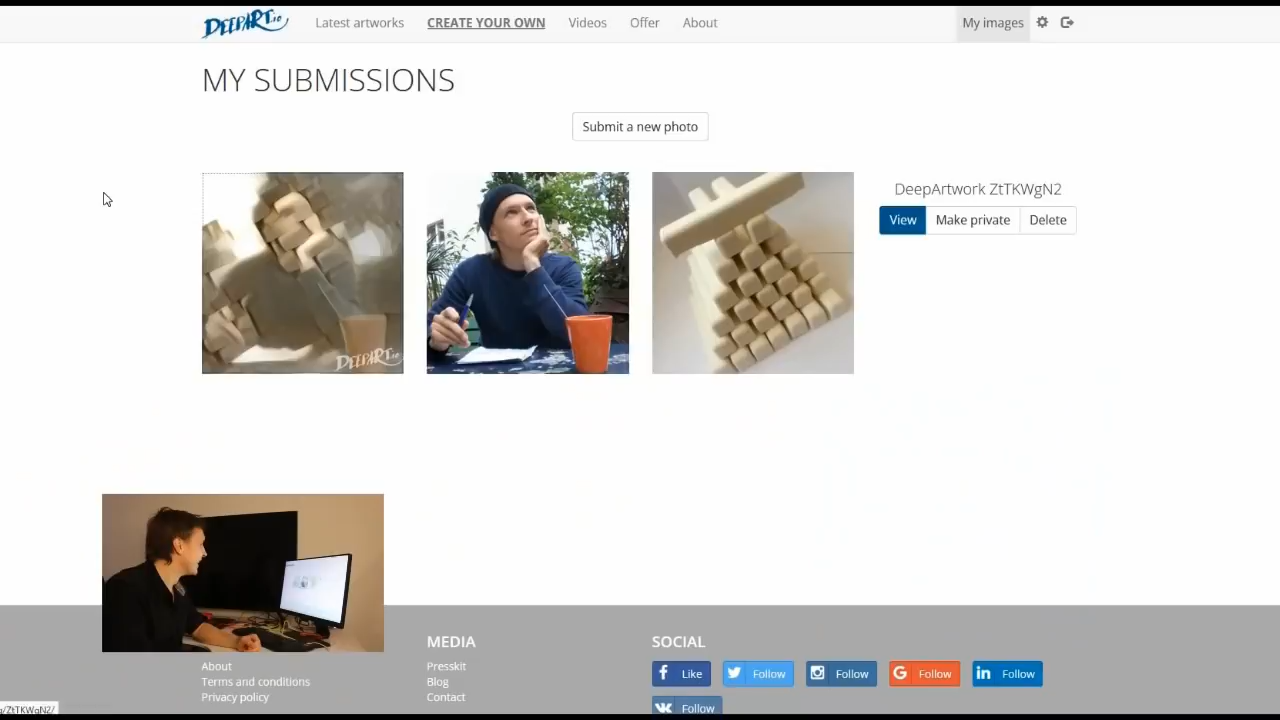 DEEPART.io
Latest artworks
CREATE YOUR OWN
Videos
Offer
About
My images
MY SUBMISSIONS
Submit a new photo
DEEPART.io
DeepArtwork ZtTKWgN2
View
Make private
Delete
About
Terms and conditions
Privacy policy
MEDIA
Presskit
Blog
Contact
SOCIAL
Like
Follow
Follow
Follow
Follow
Follow
/ZtTKWgN2/